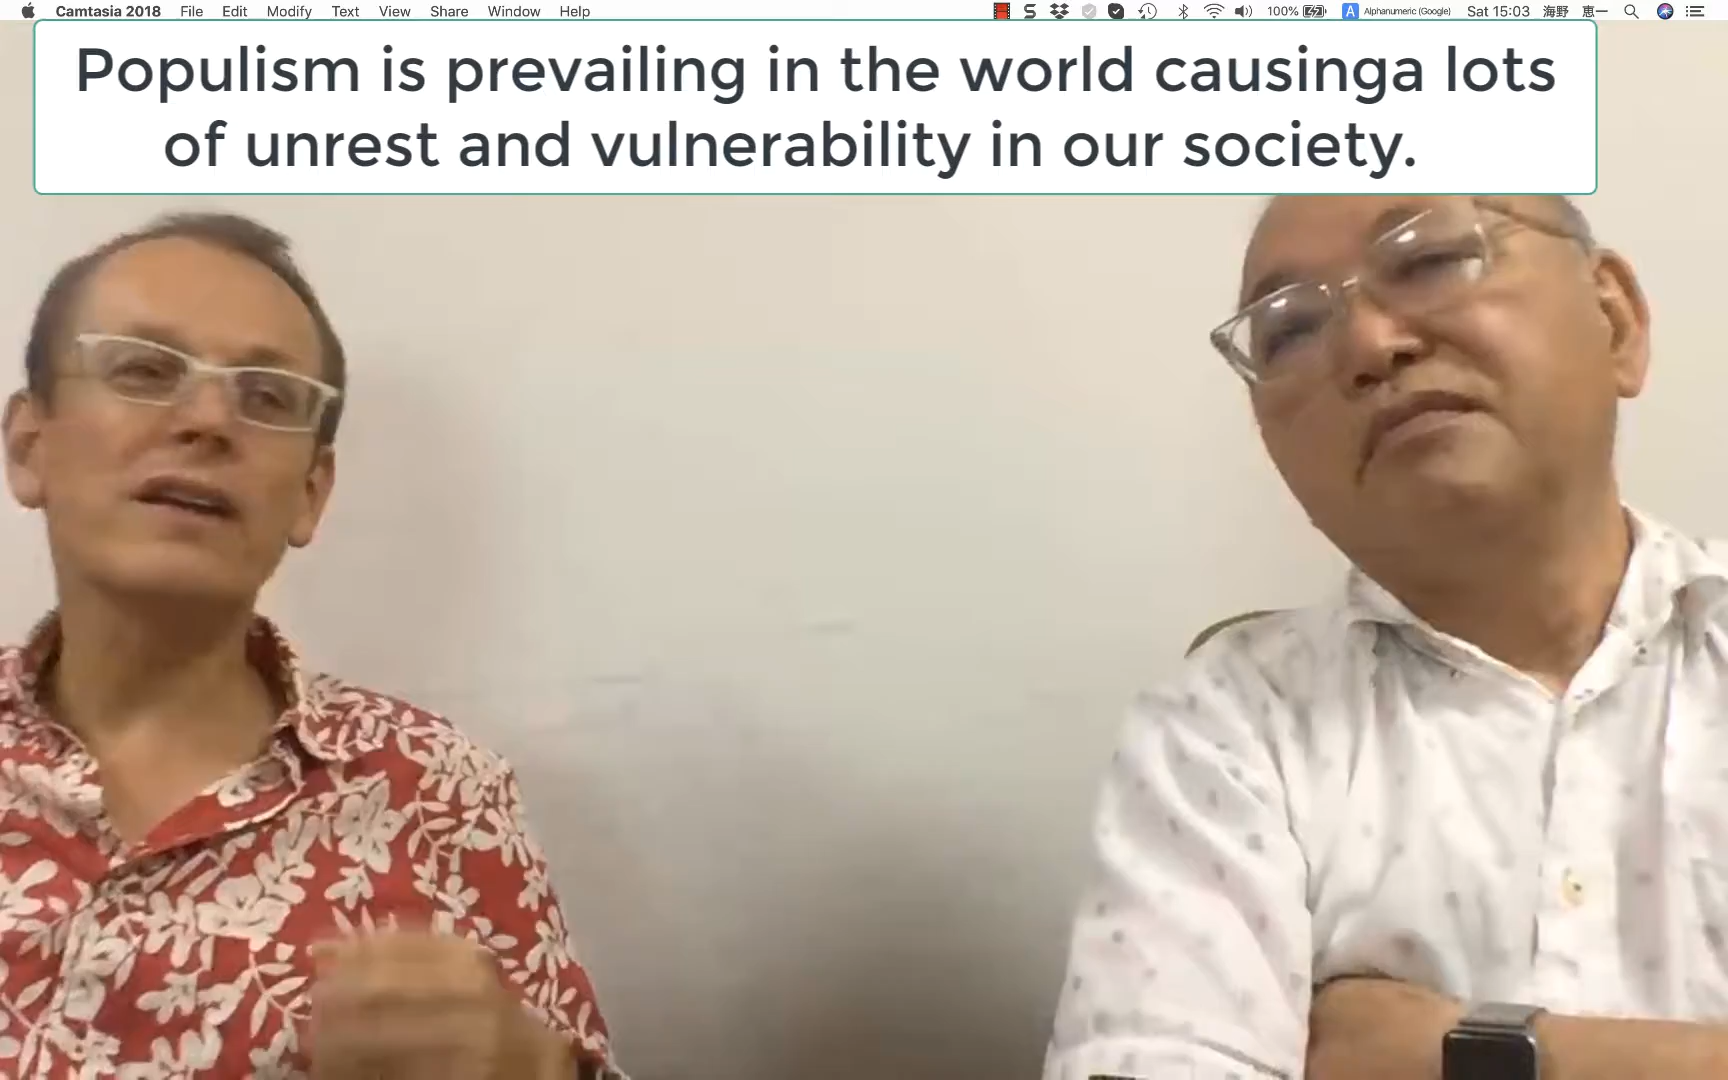 Camtasia 2018 File Edit Modify Text View Share Window Help 100% A Alphanumeric (Google) Sat 15:03 海野 恵一
Populism is prevailing in the world causinga lots
of unrest and vulnerability in our society.